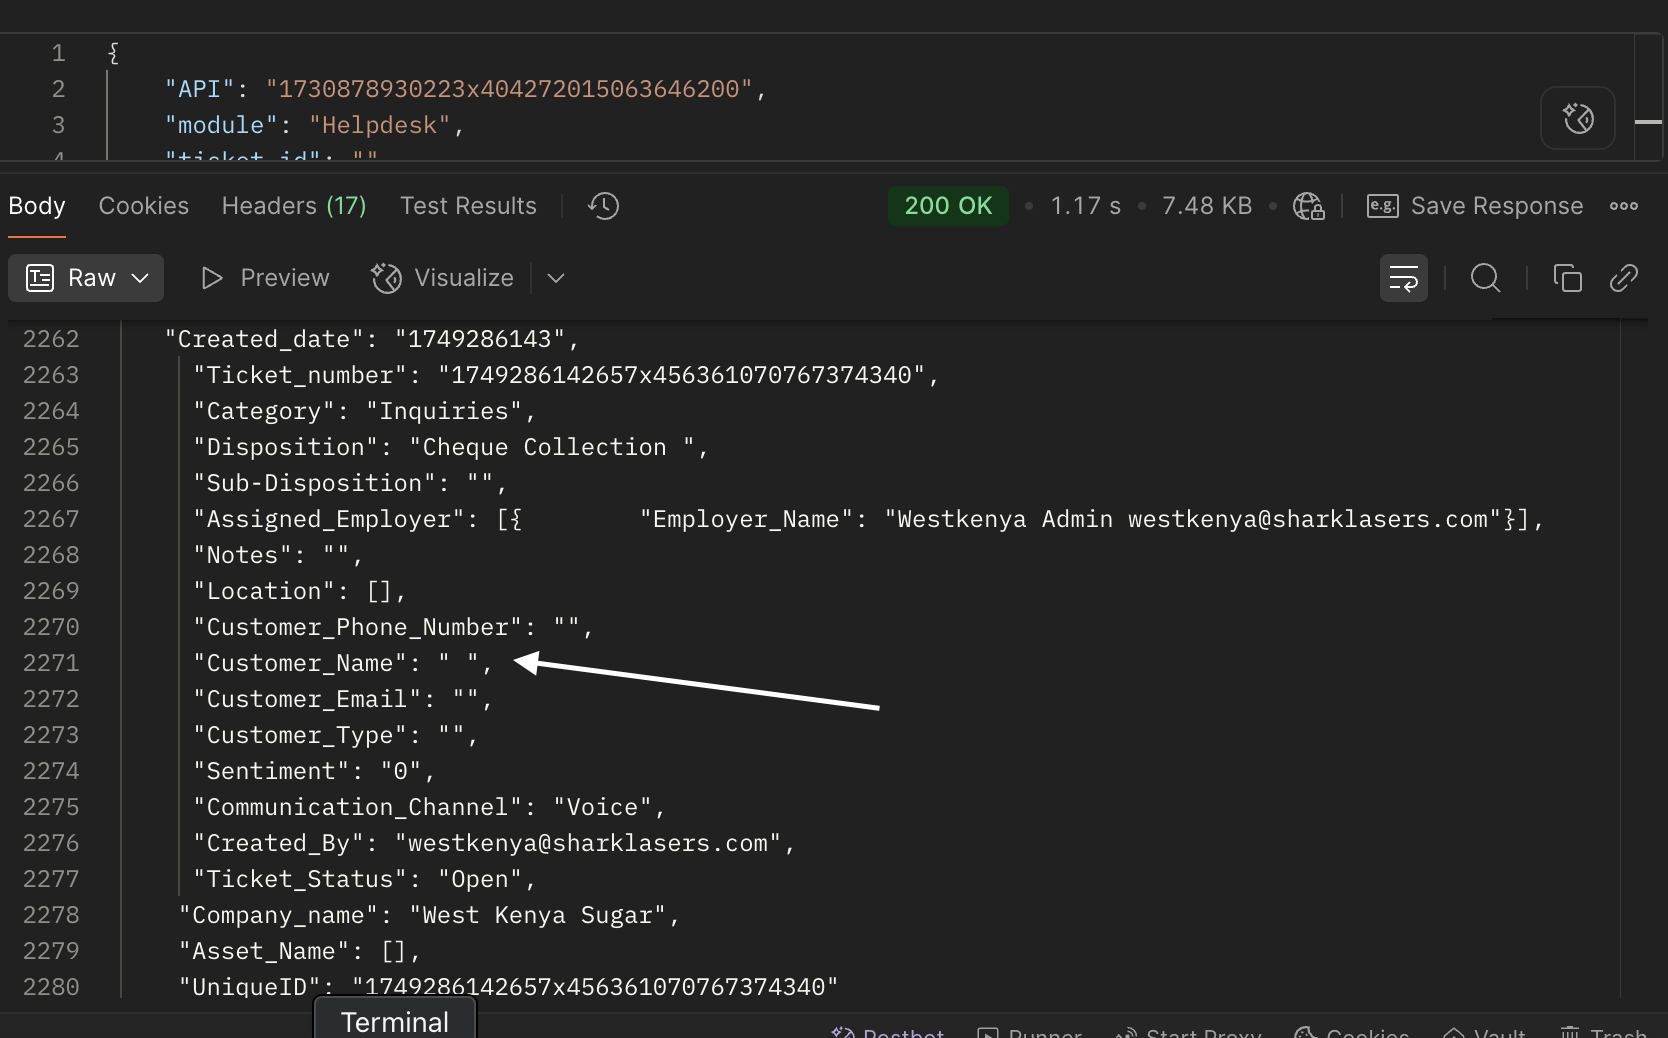 1 {
2 "API": "1730878930223x404272015063646200",
3 "module": "Helpdesk",
4 "ticket_id": ""
Body Cookies Headers (17) Test Results 200 OK • 1.17 s • 7.48 KB • e.g. Save Response
Raw Preview Visualize
2262 "Created_date": "1749286143",
2263 "Ticket_number": "1749286142657x456361070767374340",
2264 "Category": "Inquiries",
2265 "Disposition": "Cheque Collection ",
2266 "Sub-Disposition": "",
2267 "Assigned_Employer": [{        "Employer_Name": "Westkenya Admin westkenya@sharklasers.com"}],
2268 "Notes": "",
2269 "Location": [],
2270 "Customer_Phone_Number": "",
2271 "Customer_Name": " ",
2272 "Customer_Email": "",
2273 "Customer_Type": "",
2274 "Sentiment": "0",
2275 "Communication_Channel": "Voice",
2276 "Created_By": "westkenya@sharklasers.com",
2277 "Ticket_Status": "Open",
2278 "Company_name": "West Kenya Sugar",
2279 "Asset_Name": [],
2280 "UniqueID": "1749286142657x456361070767374340"
Terminal
Postbot Runner Start Proxy Cookies Vault Trash